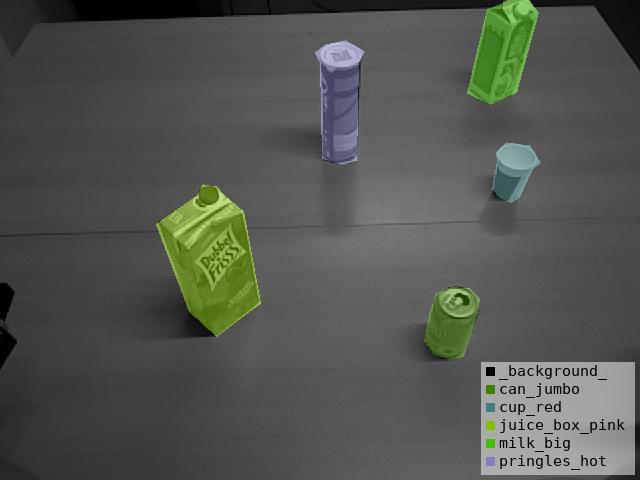 Dubbel
Frisss
_background_
can_jumbo
cup_red
juice_box_pink
milk_big
pringles_hot